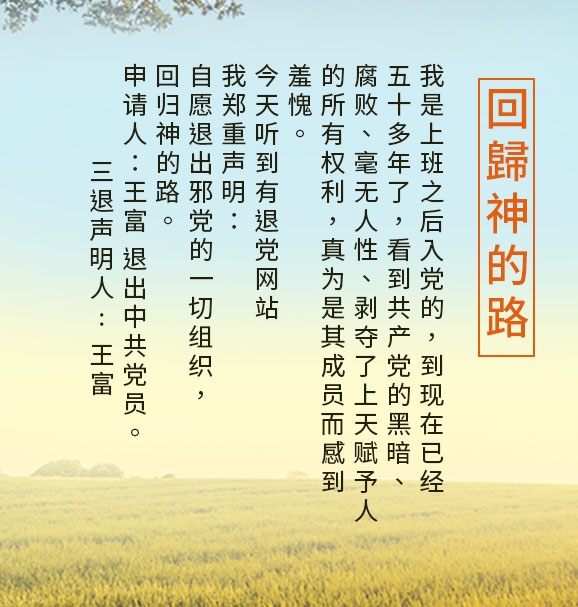 回歸神的路
我是上班之后入党的，到现在已经
五十多年了，看到共产党的黑暗、
腐败、毫无人性、剥夺了上天赋予人
的所有权利，真为是其成员而感到
羞愧。
今天听到有退党网站
我郑重声明：
自愿退出邪党的一切组织，
回归神的路。
申请人：王富 退出中共党员。
三退声明人：王富